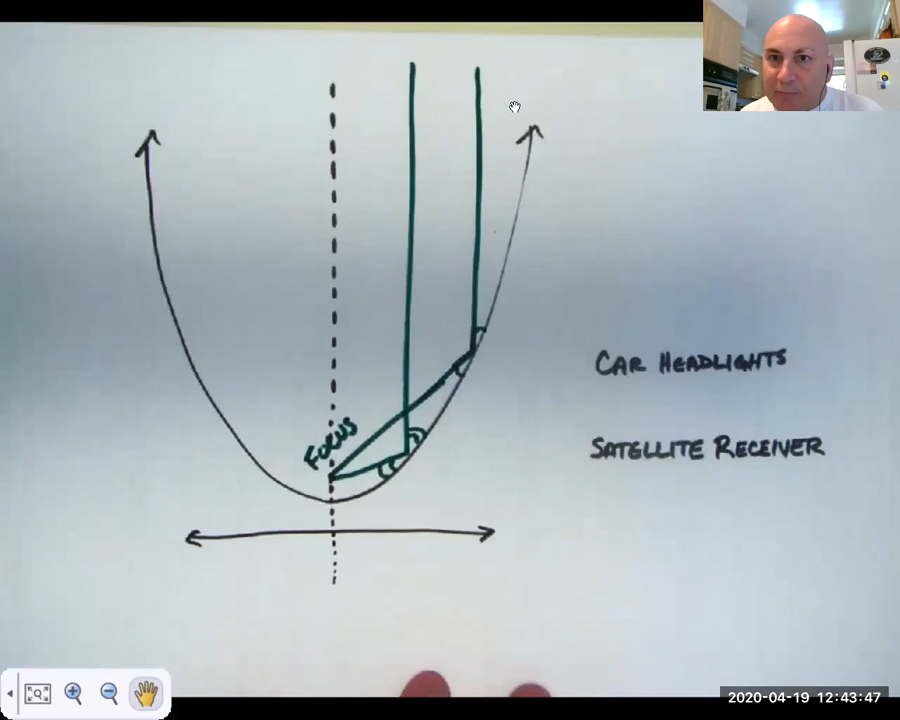 FOCUS
CAR HEADLIGHTS
SATELLITE RECEIVER
2020-04-19 12:43:47